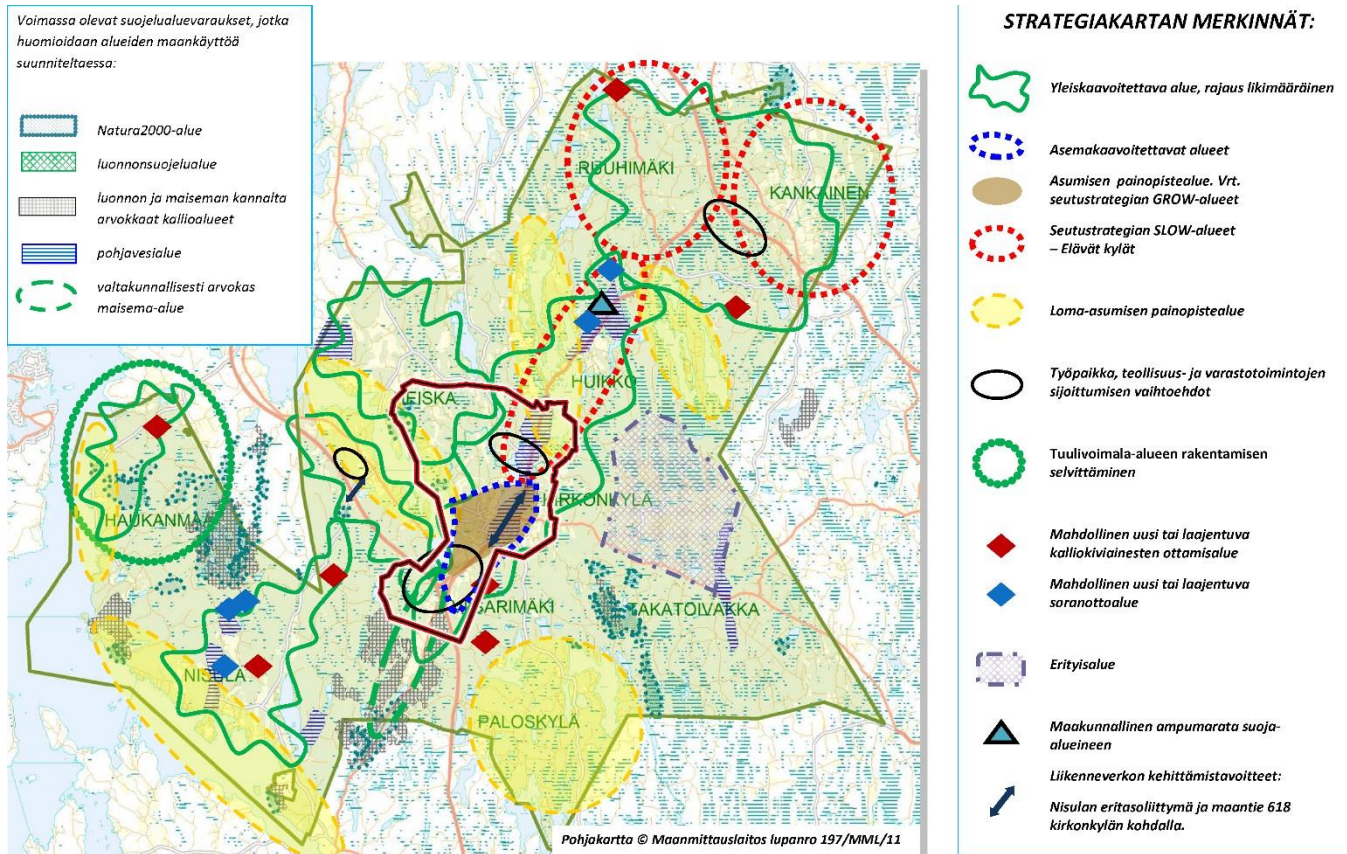 Voimassa olevat suojelualuevaraukset, jotka
huomioidaan alueiden maankäyttöä
suunniteltaessa:
Natura2000-alue
luonnonsuojelualue
luonnon ja maiseman kannalta
arvokkaat kallioalueet
pohjavesialue
valtakunnallisesti arvokas
maisema-alue
RUUHIMÄKI
KANKAINEN
HUIKKO
LEISKA
KIRKONKYLÄ
HAUKANMAA
SARIMÄKI
TAKATOIVAKKA
NISULA
PALOSKYLÄ
Pohjakartta © Maanmittauslaitos lupanro 197/MML/11
STRATEGIAKARTAN MERKINNÄT:
Yleiskaavoitettava alue, rajaus likimääräinen
Asemakaavoitettavat alueet
Asumisen painopistealue. Vrt.
seutustrategian GROW-alueet
Seutustrategian SLOW-alueet
– Elävät kylät
Loma-asumisen painopistealue
Työpaikka, teollisuus- ja varastotoimintojen
sijoittumisen vaihtoehdot
Tuulivoimala-alueen rakentamisen
selvittäminen
Mahdollinen uusi tai laajentuva
kalliokiviainesten ottamisalue
Mahdollinen uusi tai laajentuva
soranottoalue
Erityisalue
Maakunnallinen ampumarata suoja-
alueineen
Liikenneverkon kehittämistavoitteet:
Nisulan eritasoliittymä ja maantie 618
kirkonkylän kohdalla.